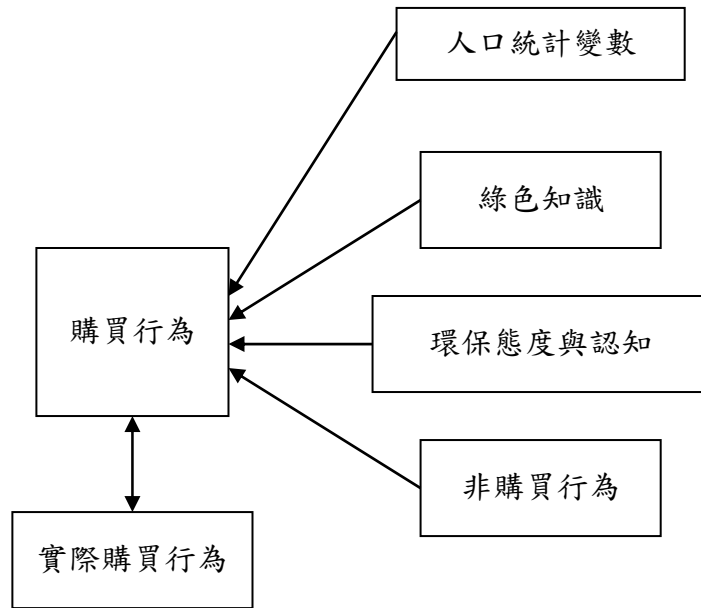 人口統計變數
綠色知識
購買行為
環保態度與認知
非購買行為
實際購買行為